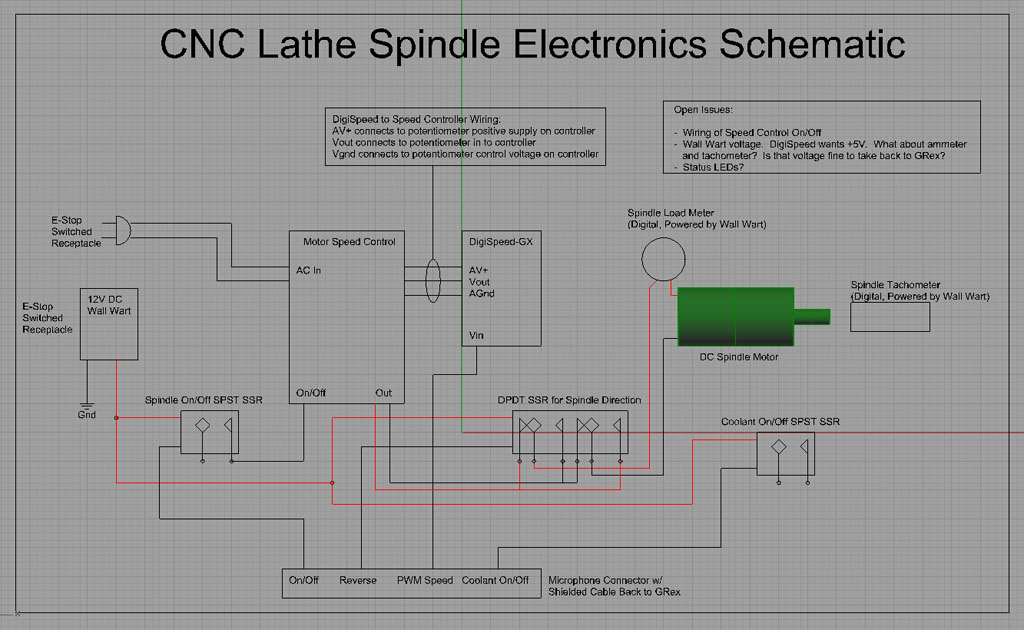 CNC Lathe Spindle Electronics Schematic
DigiSpeed to Speed Controller Wiring:
AV+ connects to potentiometer positive supply on controller
Vout connects to potentiometer in to controller
Vgnd connects to potentiometer control voltage on controller
Open Issues:
- Wiring of Speed Control On/Off
- Wall Wart voltage. DigiSpeed wants +5V. What about ammeter
and tachometer? Is that voltage fine to take back to GRex?
- Status LEDs?
E-Stop
Switched
Receptacle
Motor Speed Control
AC In
On/Off
Out
DigiSpeed-GX
AV+
Vout
AGnd
Vin
Spindle Load Meter
(Digital, Powered by Wall Wart)
Spindle Tachometer
(Digital, Powered by Wall Wart)
DC Spindle Motor
E-Stop
Switched
Receptacle
12V DC
Wall Wart
Gnd
Spindle On/Off SPST SSR
DPDT SSR for Spindle Direction
Coolant On/Off SPST SSR
On/Off
Reverse
PWM Speed
Coolant On/Off
Microphone Connector w/
Shielded Cable Back to GRex